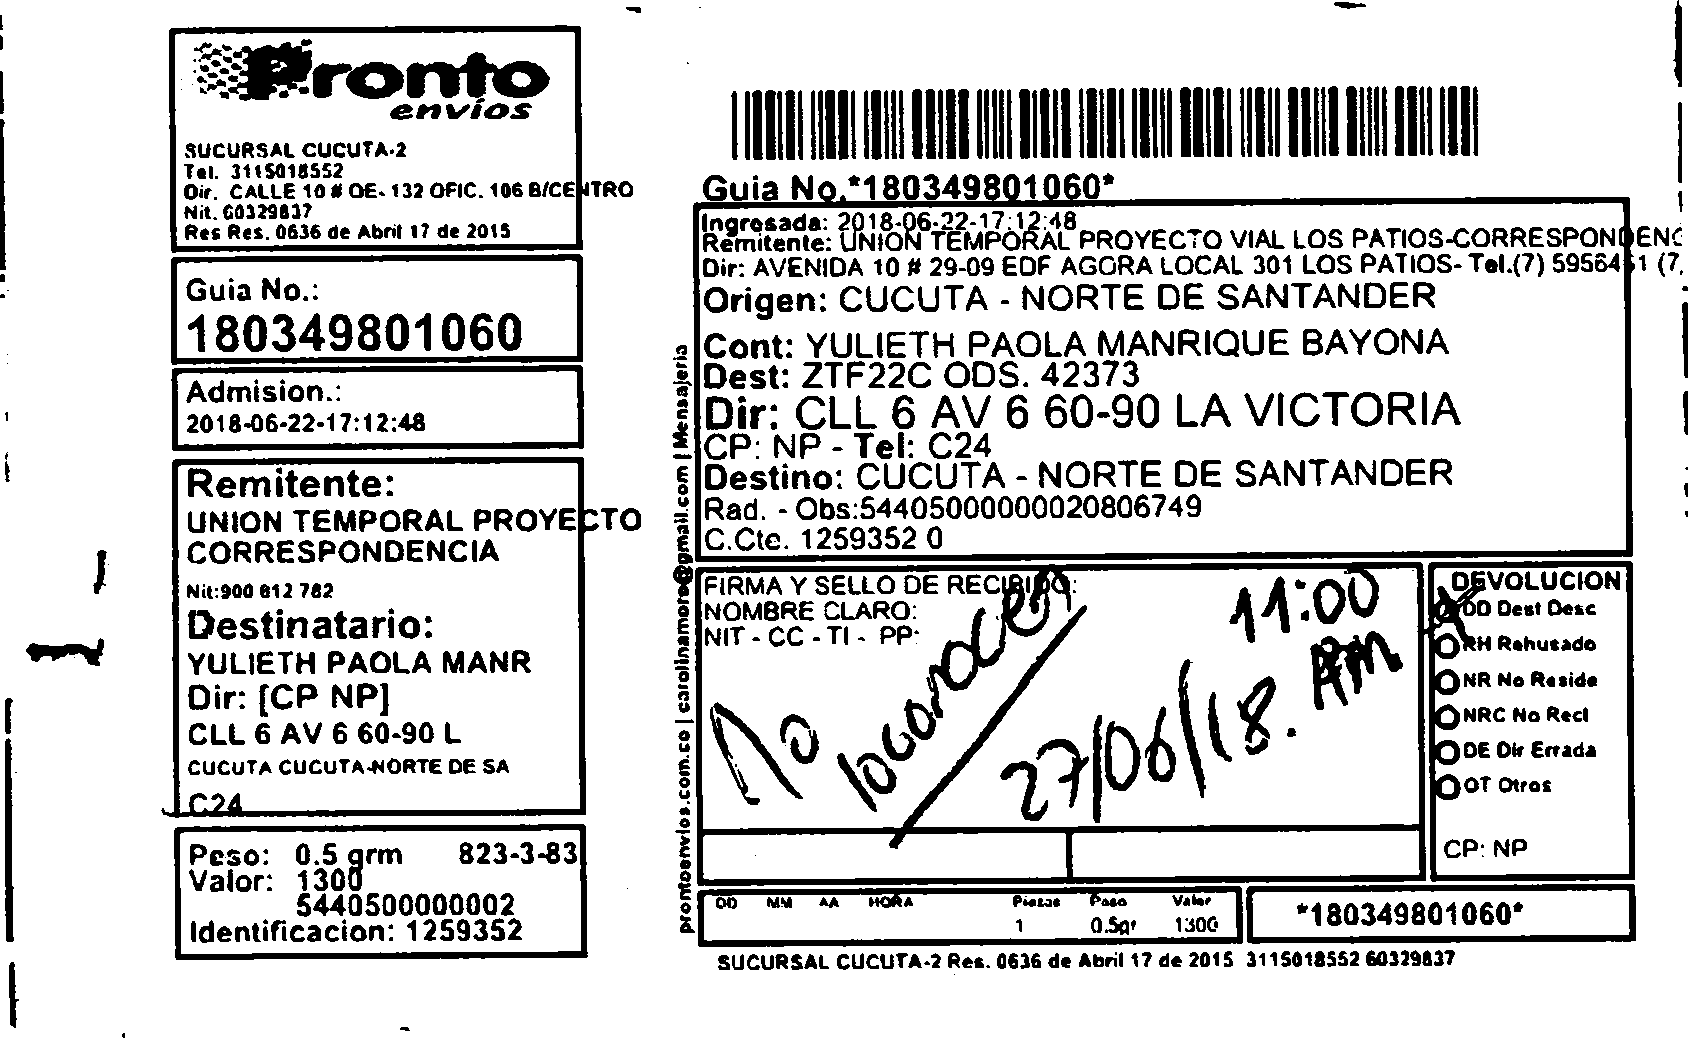 Pronto
envíos
SUCURSAL CUCUTA-2
Tel. 3115018552
Dir. CALLE 10 # OE- 132 OFIC. 106 B/CENTRO
Nit. 60329837
Res Res. 0636 de Abril 17 de 2015
Guia No.:
180349801060
Admision.:
2018-06-22-17:12:48
Remitente:
UNION TEMPORAL PROYECTO
CORRESPONDENCIA
Nit:900 812 782
Destinatario:
YULIETH PAOLA MANR
Dir: [CP NP]
CLL 6 AV 6 60-90 L
CUCUTA CUCUTA-NORTE DE SA
C24
Peso: 0.5 grm 823-3-83
Valor: 1300
5440500000002
Identificacion: 1259352
Guia No.*180349801060*
Ingresada: 2018-06-22-17:12:48
Remitente: UNION TEMPORAL PROYECTO VIAL LOS PATIOS-CORRESPONDENC
Dir: AVENIDA 10 # 29-09 EDF AGORA LOCAL 301 LOS PATIOS- Tel.(7) 5956461 (7,
Origen: CUCUTA - NORTE DE SANTANDER
Cont: YULIETH PAOLA MANRIQUE BAYONA
Dest: ZTF22C ODS. 42373
Dir: CLL 6 AV 6 60-90 LA VICTORIA
CP: NP - Tel: C24
Destino: CUCUTA - NORTE DE SANTANDER
Rad. - Obs:54405000000020806749
C.Cte. 1259352 0
prontoenvios.com.co | carolinamore@gmail.com | Mensajeria
FIRMA Y SELLO DE RECIBIDO:
NOMBRE CLARO:
NIT - CC - TI - PP:
No
27/06/18.
11:00
AM
DEVOLUCION
DD Dest Desc
RH Rehusado
NR No Reside
NRC No Recl
DE Dir Errada
OT Otros
CP: NP
DD MM AA HORA Piezas Peso Valor
1 0.5gr 1300
*180349801060*
SUCURSAL CUCUTA-2 Res. 0636 de Abril 17 de 2015 3115018552 60329837